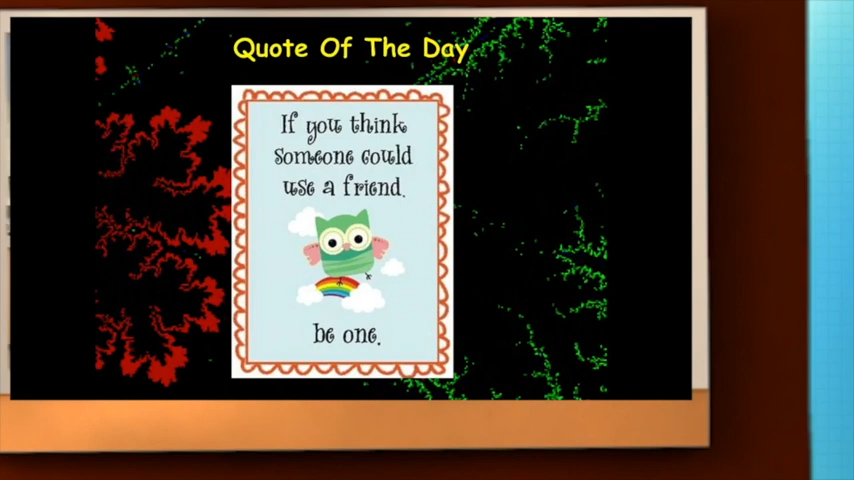 Quote Of The Day
If you think
someone could
use a friend.
be one.